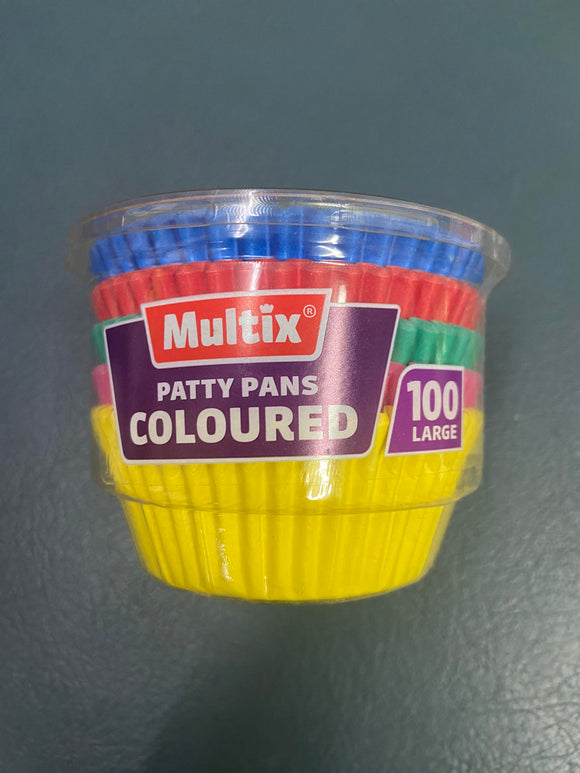 Multix®
PATTY PANS
COLOURED
100
LARGE